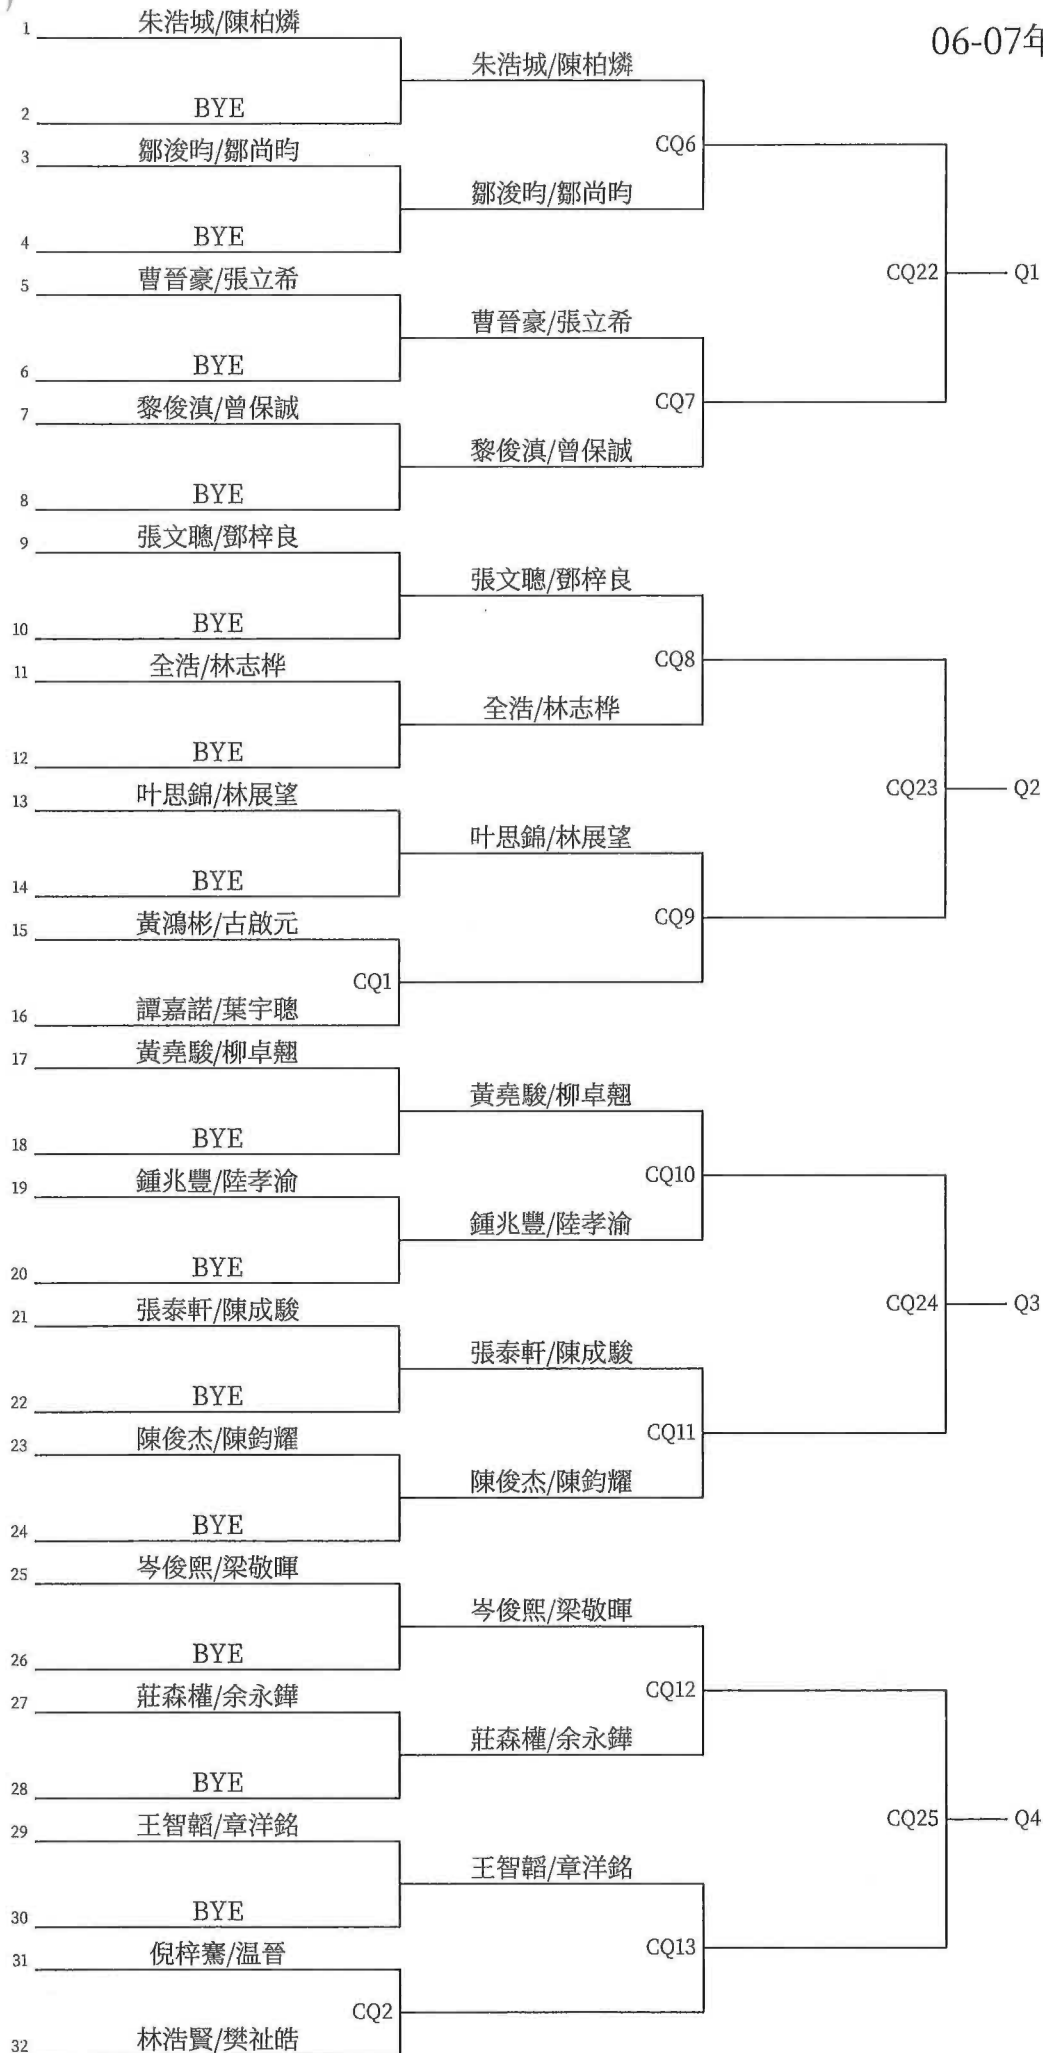 06-07年
1 朱浩城/陳柏燐
朱浩城/陳柏燐
2 BYE
CQ6
3 鄒浚昀/鄒尚昀
鄒浚昀/鄒尚昀
4 BYE
CQ22 Q1
5 曹晉豪/張立希
曹晉豪/張立希
6 BYE
CQ7
7 黎俊滇/曾保誠
黎俊滇/曾保誠
8 BYE
9 張文聰/鄧梓良
張文聰/鄧梓良
10 BYE
CQ8
11 全浩/林志桦
全浩/林志桦
12 BYE
CQ23 Q2
13 叶思錦/林展望
叶思錦/林展望
14 BYE
CQ9
15 黃鴻彬/古啟元
CQ1
16 譚嘉諾/葉宇聰
17 黃堯駿/柳卓翹
黃堯駿/柳卓翹
18 BYE
CQ10
19 鍾兆豐/陸孝渝
鍾兆豐/陸孝渝
20 BYE
CQ24 Q3
21 張泰軒/陳成駿
張泰軒/陳成駿
22 BYE
CQ11
23 陳俊杰/陳鈞耀
陳俊杰/陳鈞耀
24 BYE
25 岑俊熙/梁敬暉
岑俊熙/梁敬暉
26 BYE
CQ12
27 莊森權/余永鏵
莊森權/余永鏵
28 BYE
CQ25 Q4
29 王智韜/章洋銘
王智韜/章洋銘
30 BYE
CQ13
31 倪梓騫/温晉
CQ2
32 林浩賢/樊祉皓